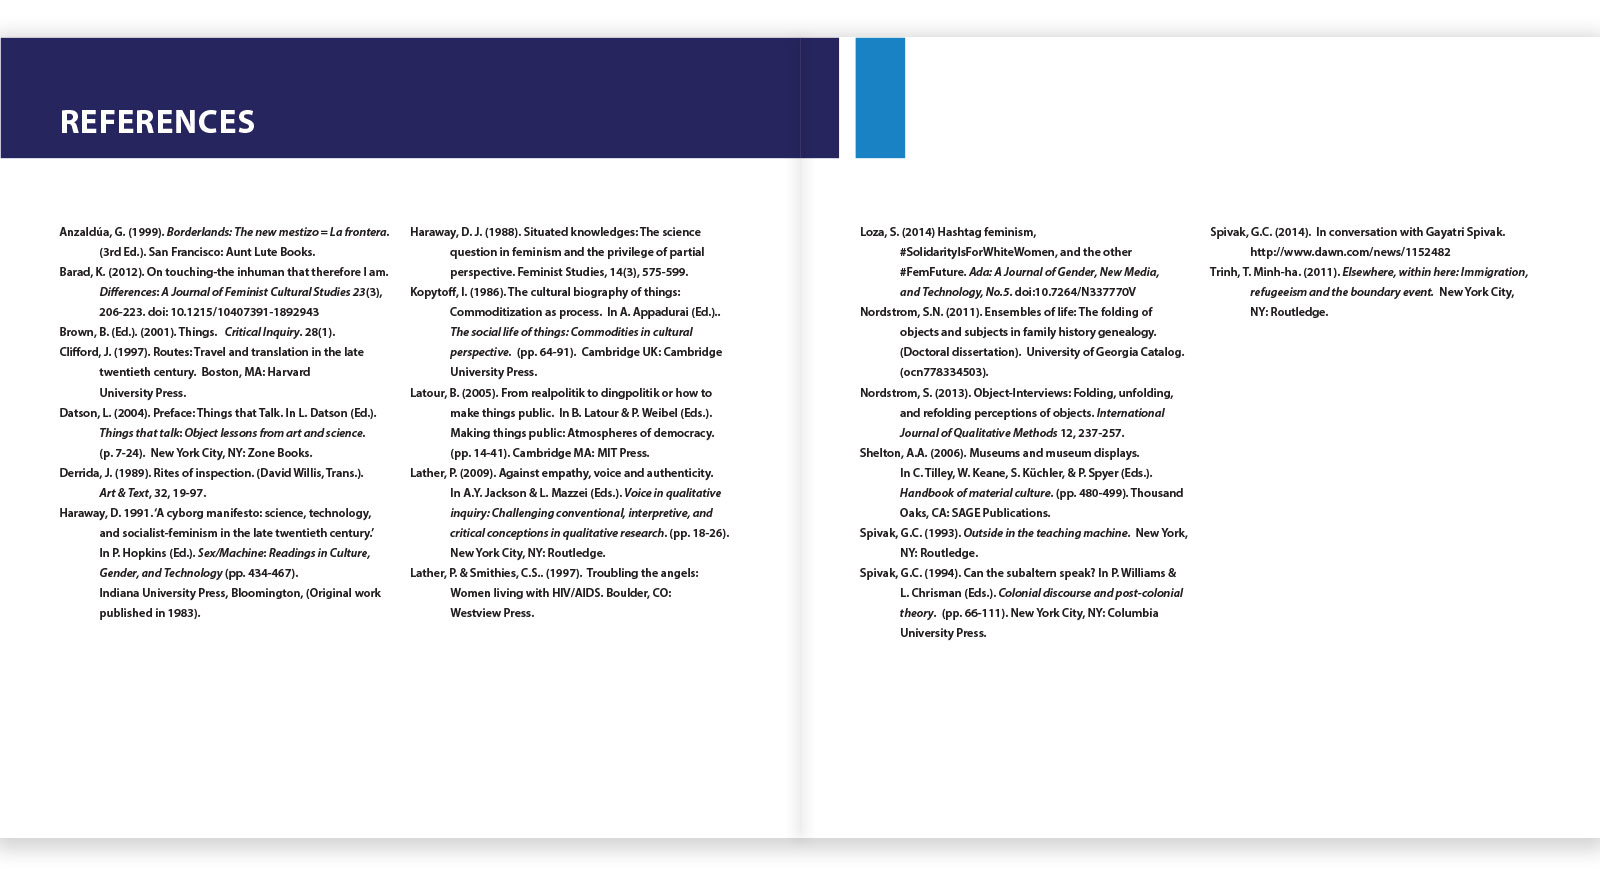 REFERENCES
Anzaldúa, G. (1999). Borderlands: The new mestizo = La frontera.
(3rd Ed.). San Francisco: Aunt Lute Books.
Barad, K. (2012). On touching-the inhuman that therefore I am.
Differences: A Journal of Feminist Cultural Studies 23(3),
206-223. doi: 10.1215/10407391-1892943
Brown, B. (Ed.). (2001). Things. Critical Inquiry. 28(1).
Clifford, J. (1997). Routes: Travel and translation in the late
twentieth century. Boston, MA: Harvard
University Press.
Datson, L. (2004). Preface: Things that Talk. In L. Datson (Ed.).
Things that talk: Object lessons from art and science.
(p. 7-24). New York City, NY: Zone Books.
Derrida, J. (1989). Rites of inspection. (David Willis, Trans.).
Art & Text, 32, 19-97.
Haraway, D. 1991. ‘A cyborg manifesto: science, technology,
and socialist-feminism in the late twentieth century.’
In P. Hopkins (Ed.). Sex/Machine: Readings in Culture,
Gender, and Technology (pp. 434-467).
Indiana University Press, Bloomington, (Original work
published in 1983).
Haraway, D. J. (1988). Situated knowledges: The science
question in feminism and the privilege of partial
perspective. Feminist Studies, 14(3), 575-599.
Kopytoff, I. (1986). The cultural biography of things:
Commoditization as process. In A. Appadurai (Ed.)..
The social life of things: Commodities in cultural
perspective. (pp. 64-91). Cambridge UK: Cambridge
University Press.
Latour, B. (2005). From realpolitik to dingpolitik or how to
make things public. In B. Latour & P. Weibel (Eds.).
Making things public: Atmospheres of democracy.
(pp. 14-41). Cambridge MA: MIT Press.
Lather, P. (2009). Against empathy, voice and authenticity.
In A.Y. Jackson & L. Mazzei (Eds.). Voice in qualitative
inquiry: Challenging conventional, interpretive, and
critical conceptions in qualitative research. (pp. 18-26).
New York City, NY: Routledge.
Lather, P. & Smithies, C.S.. (1997). Troubling the angels:
Women living with HIV/AIDS. Boulder, CO:
Westview Press.
Loza, S. (2014) Hashtag feminism,
#SolidarityIsForWhiteWomen, and the other
#FemFuture. Ada: A Journal of Gender, New Media,
and Technology, No.5. doi:10.7264/N337770V
Nordstrom, S.N. (2011). Ensembles of life: The folding of
objects and subjects in family history genealogy.
(Doctoral dissertation). University of Georgia Catalog.
(ocn778334503).
Nordstrom, S. (2013). Object-Interviews: Folding, unfolding,
and refolding perceptions of objects. International
Journal of Qualitative Methods 12, 237-257.
Shelton, A.A. (2006). Museums and museum displays.
In C. Tilley, W. Keane, S. Küchler, & P. Spyer (Eds.).
Handbook of material culture. (pp. 480-499). Thousand
Oaks, CA: SAGE Publications.
Spivak, G.C. (1993). Outside in the teaching machine. New York,
NY: Routledge.
Spivak, G.C. (1994). Can the subaltern speak? In P. Williams &
L. Chrisman (Eds.). Colonial discourse and post-colonial
theory. (pp. 66-111). New York City, NY: Columbia
University Press.
Spivak, G.C. (2014). In conversation with Gayatri Spivak.
http://www.dawn.com/news/1152482
Trinh, T. Minh-ha. (2011). Elsewhere, within here: Immigration,
refugeeism and the boundary event. New York City,
NY: Routledge.